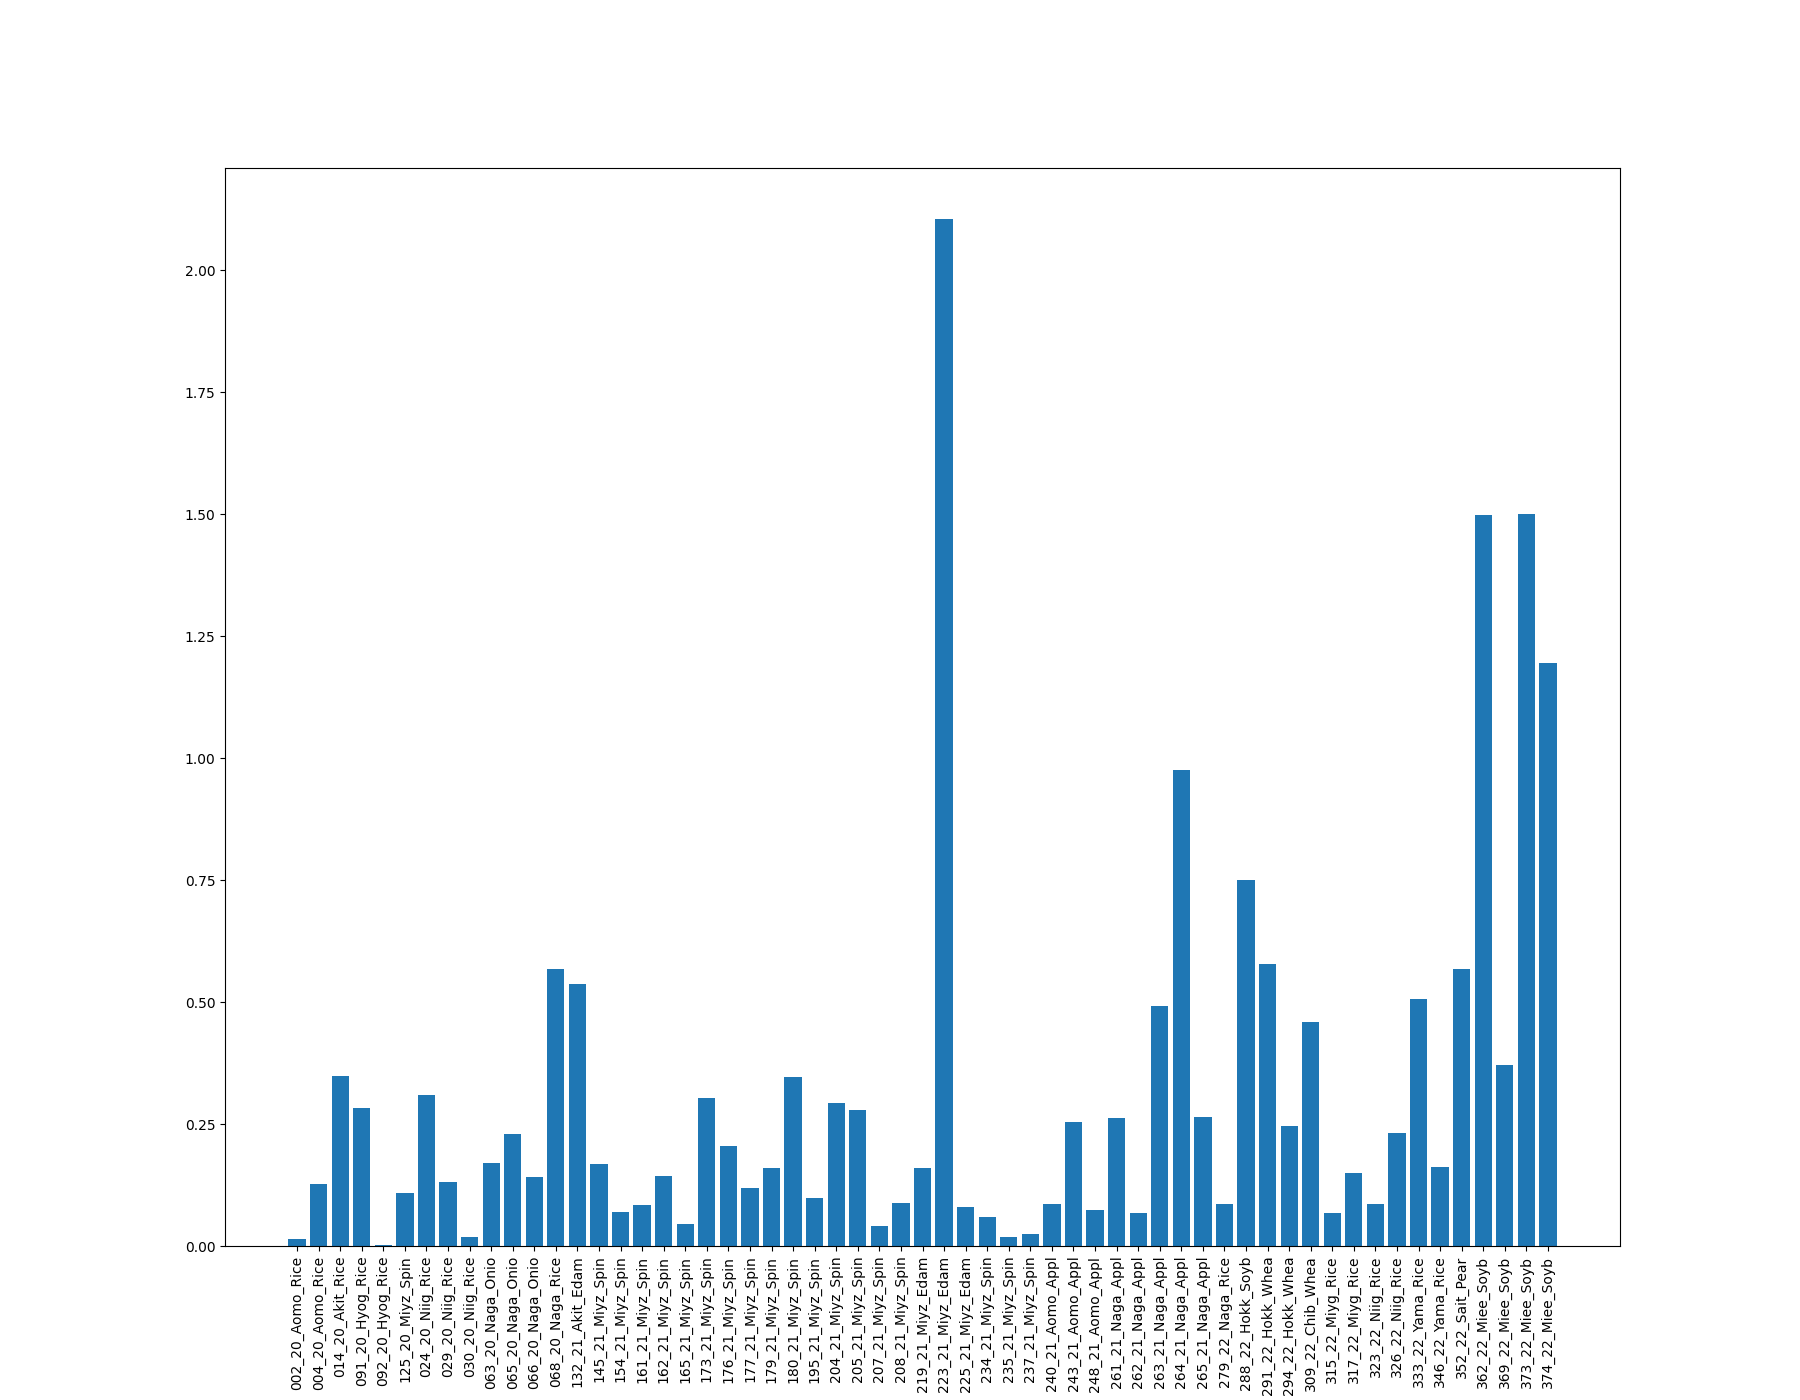 2.00
1.75
1.50
1.25
1.00
0.75
0.50
0.25
0.00
002_20_Aomo_Rice
004_20_Aomo_Rice
014_20_Akit_Rice
091_20_Hyog_Rice
092_20_Hyog_Rice
125_20_Miyz_Spin
024_20_Niig_Rice
029_20_Niig_Rice
030_20_Niig_Rice
063_20_Naga_Onio
065_20_Naga_Onio
066_20_Naga_Onio
068_20_Naga_Rice
132_21_Akit_Edam
145_21_Miyz_Spin
154_21_Miyz_Spin
161_21_Miyz_Spin
162_21_Miyz_Spin
165_21_Miyz_Spin
173_21_Miyz_Spin
176_21_Miyz_Spin
177_21_Miyz_Spin
179_21_Miyz_Spin
180_21_Miyz_Spin
195_21_Miyz_Spin
204_21_Miyz_Spin
205_21_Miyz_Spin
207_21_Miyz_Spin
208_21_Miyz_Spin
219_21_Miyz_Edam
223_21_Miyz_Edam
225_21_Miyz_Edam
234_21_Miyz_Spin
235_21_Miyz_Spin
237_21_Miyz_Spin
240_21_Aomo_Appl
243_21_Aomo_Appl
248_21_Aomo_Appl
261_21_Naga_Appl
262_21_Naga_Appl
263_21_Naga_Appl
264_21_Naga_Appl
265_21_Naga_Appl
279_22_Naga_Rice
288_22_Hokk_Soyb
291_22_Hokk_Whea
294_22_Hokk_Whea
309_22_Chib_Whea
315_22_Miyg_Rice
317_22_Miyg_Rice
323_22_Niig_Rice
326_22_Niig_Rice
333_22_Yama_Rice
346_22_Yama_Rice
352_22_Sait_Pear
362_22_Miee_Soyb
369_22_Miee_Soyb
373_22_Miee_Soyb
374_22_Miee_Soyb